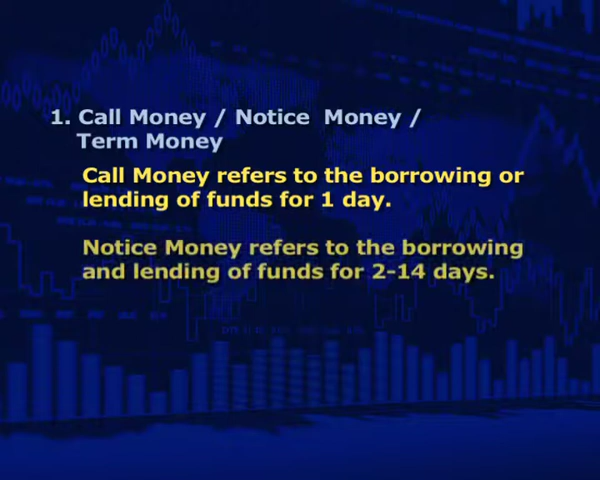 1. Call Money / Notice Money /
Term Money
Call Money refers to the borrowing or
lending of funds for 1 day.
Notice Money refers to the borrowing
and lending of funds for 2-14 days.